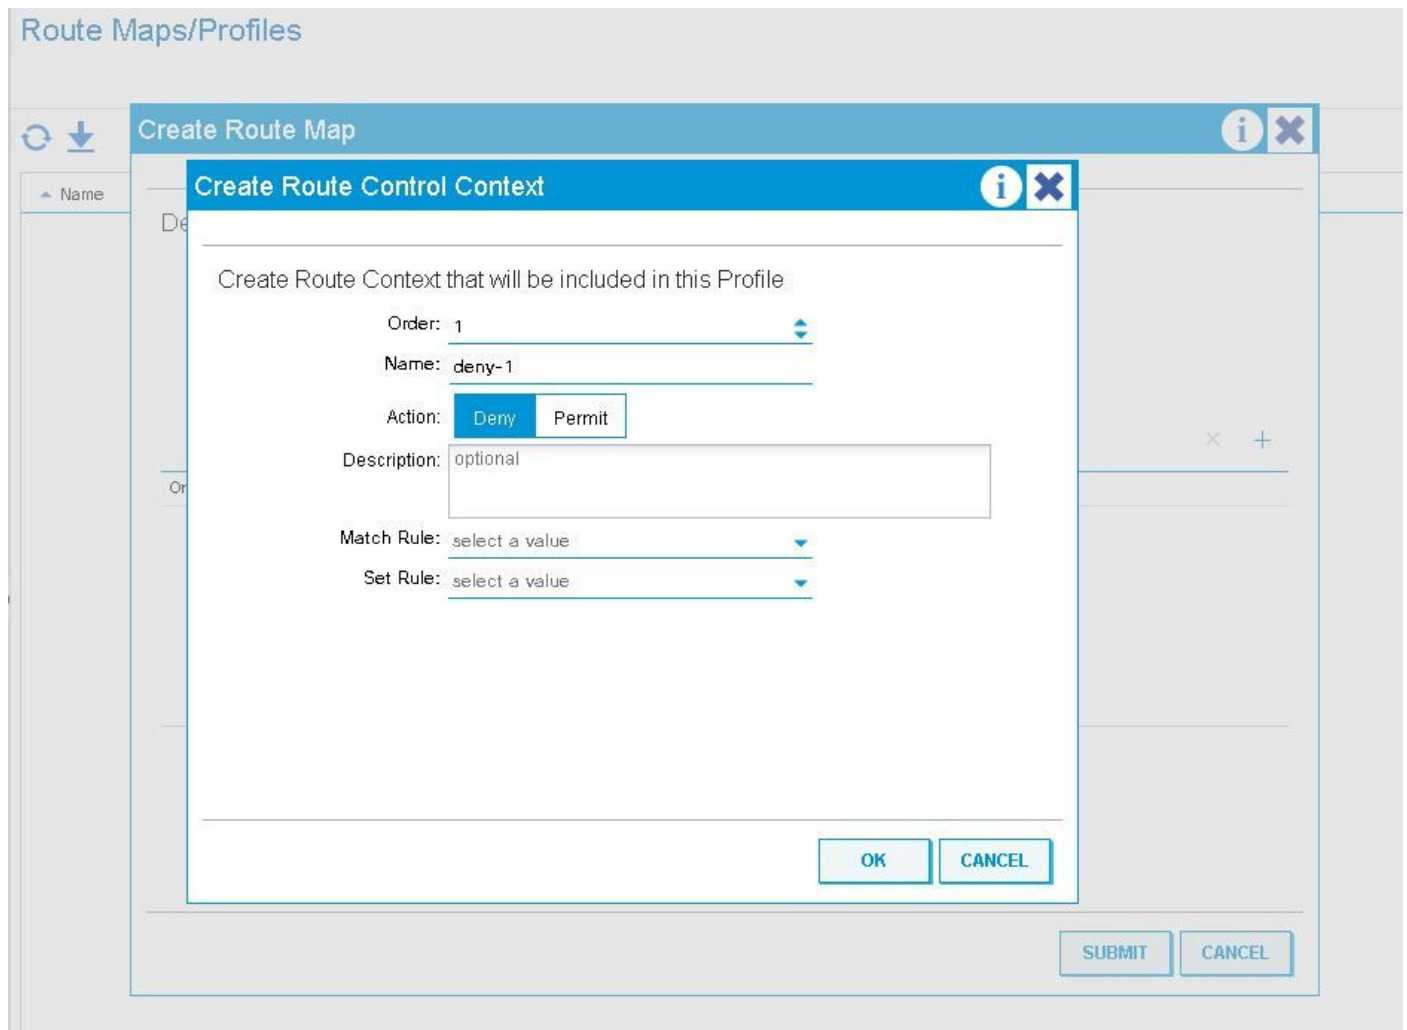 Route Maps/Profiles
Create Route Map
Name
Create Route Control Context
De
Create Route Context that will be included in this Profile
Order: 1
Name: deny-1
Action: Deny Permit
Description: optional
Or
Match Rule: select a value
Set Rule: select a value
OK CANCEL
SUBMIT CANCEL